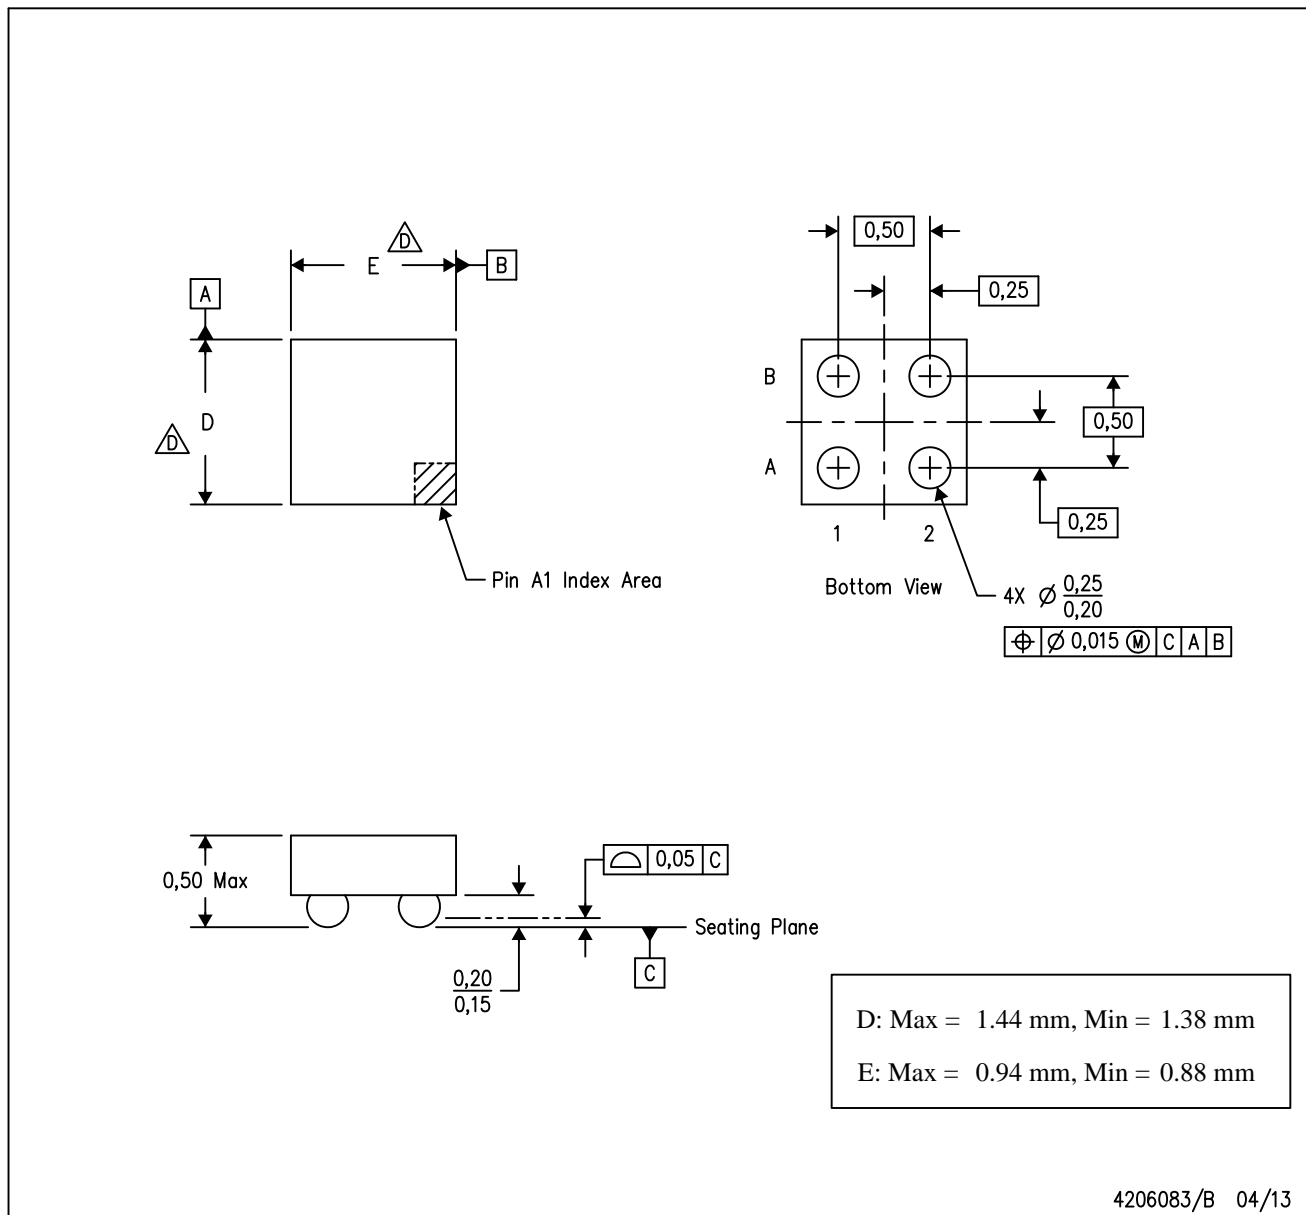 0,50
D
E
B
A
0,25
B
D
D
0,50
A
0,25
1 2
Pin A1 Index Area
Bottom View
4X Ø 0,25
0,20
⌖ Ø 0,015 Ⓜ C A B
0,05 C
0,50 Max
Seating Plane
C
0,20
0,15
D: Max = 1.44 mm, Min = 1.38 mm
E: Max = 0.94 mm, Min = 0.88 mm
4206083/B 04/13